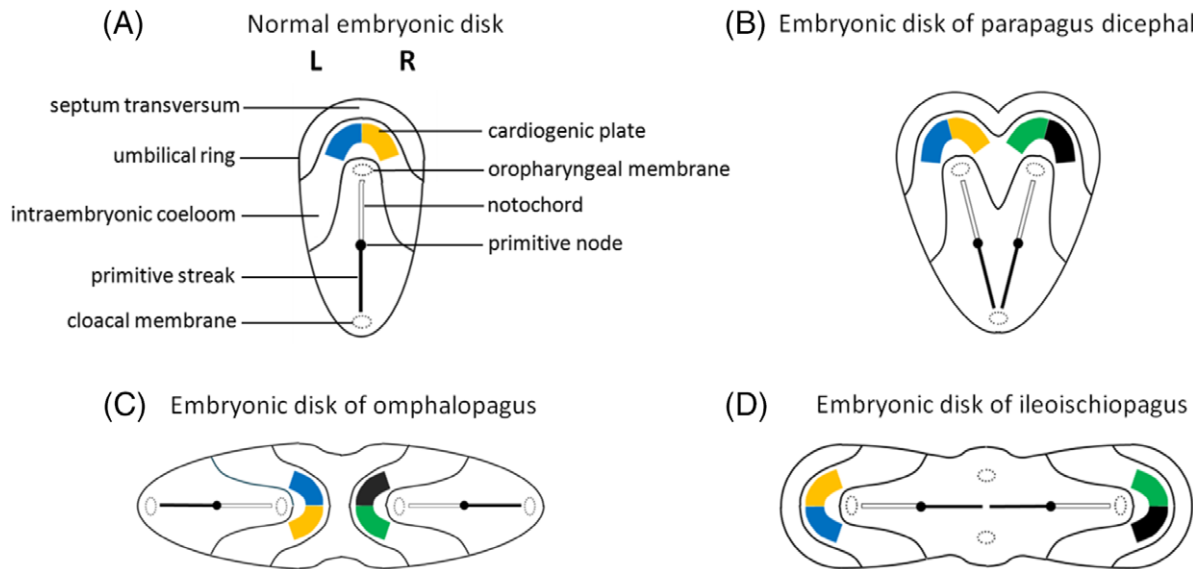 (A)
Normal embryonic disk
L R
septum transversum
umbilical ring
intraembryonic coeloom
primitive streak
cloacal membrane
cardiogenic plate
oropharyngeal membrane
notochord
primitive node
(B)
Embryonic disk of parapagus dicephal
(C)
Embryonic disk of omphalopagus
(D)
Embryonic disk of ileoischiopagus